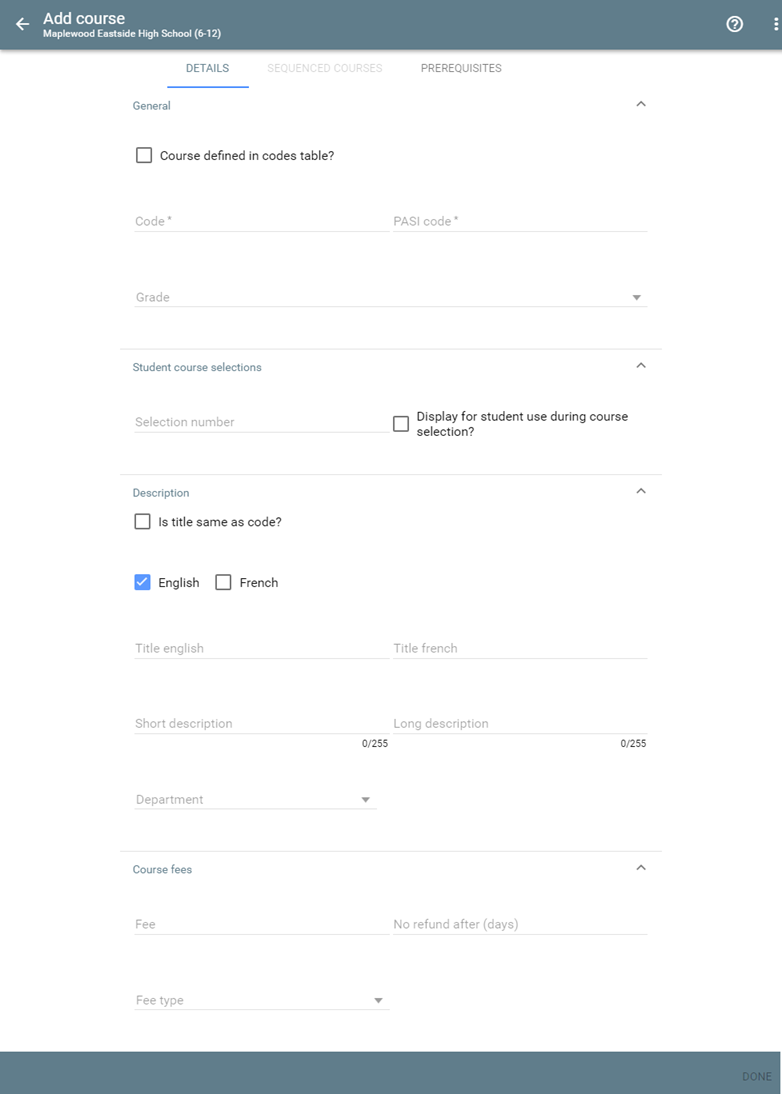 Add course
Maplewood Eastside High School (6-12)
DETAILS SEQUENCED COURSES PREREQUISITES
General
Course defined in codes table?
Code * PASI code *
Grade
Student course selections
Selection number
Display for student use during course
selection?
Description
Is title same as code?
English French
Title english Title french
Short description Long description
0/255 0/255
Department
Course fees
Fee No refund after (days)
Fee type
DONE